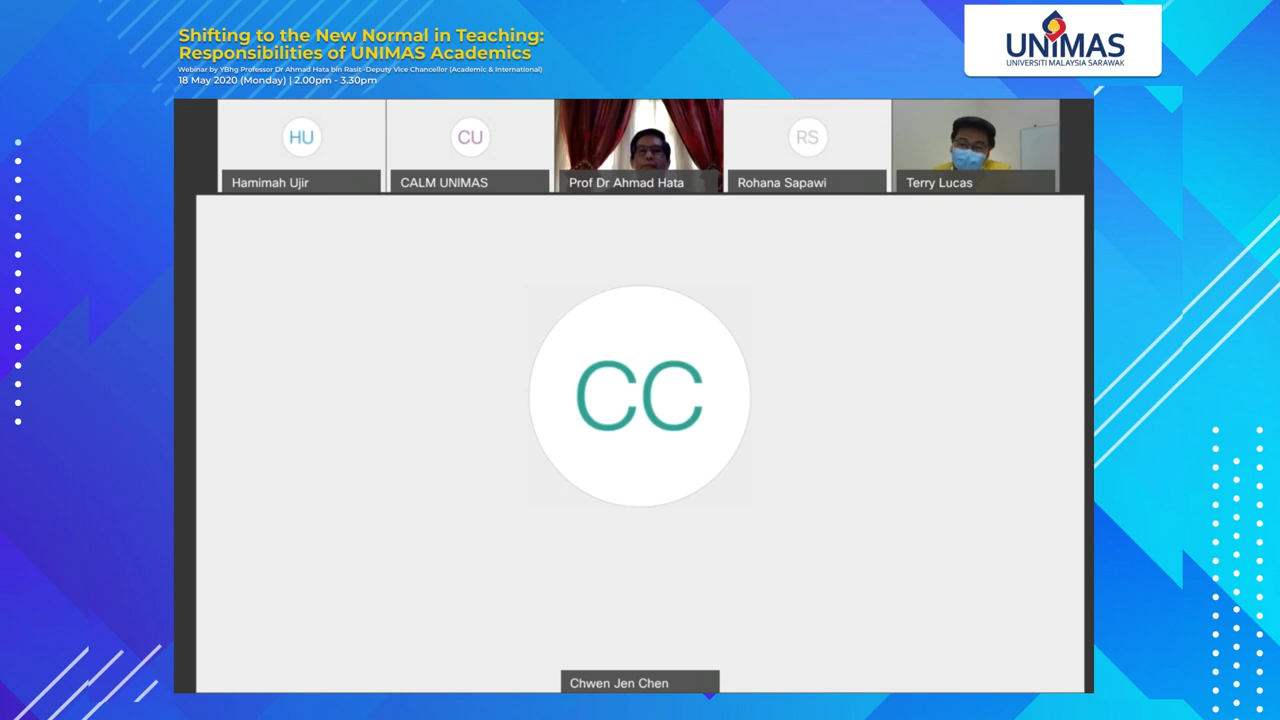 Shifting to the New Normal in Teaching:
Responsibilities of UNIMAS Academics
Webinar by YBhg Professor Dr Ahmad Hata bin Rasit -Deputy Vice Chancellor (Academic & International)
18 May 2020 (Monday) | 2.00pm - 3.30pm
UNIMAS
UNIVERSITI MALAYSIA SARAWAK
HU
CU
RS
Hamimah Ujir
CALM UNIMAS
Prof Dr Ahmad Hata
Rohana Sapawi
Terry Lucas
CC
Chwen Jen Chen